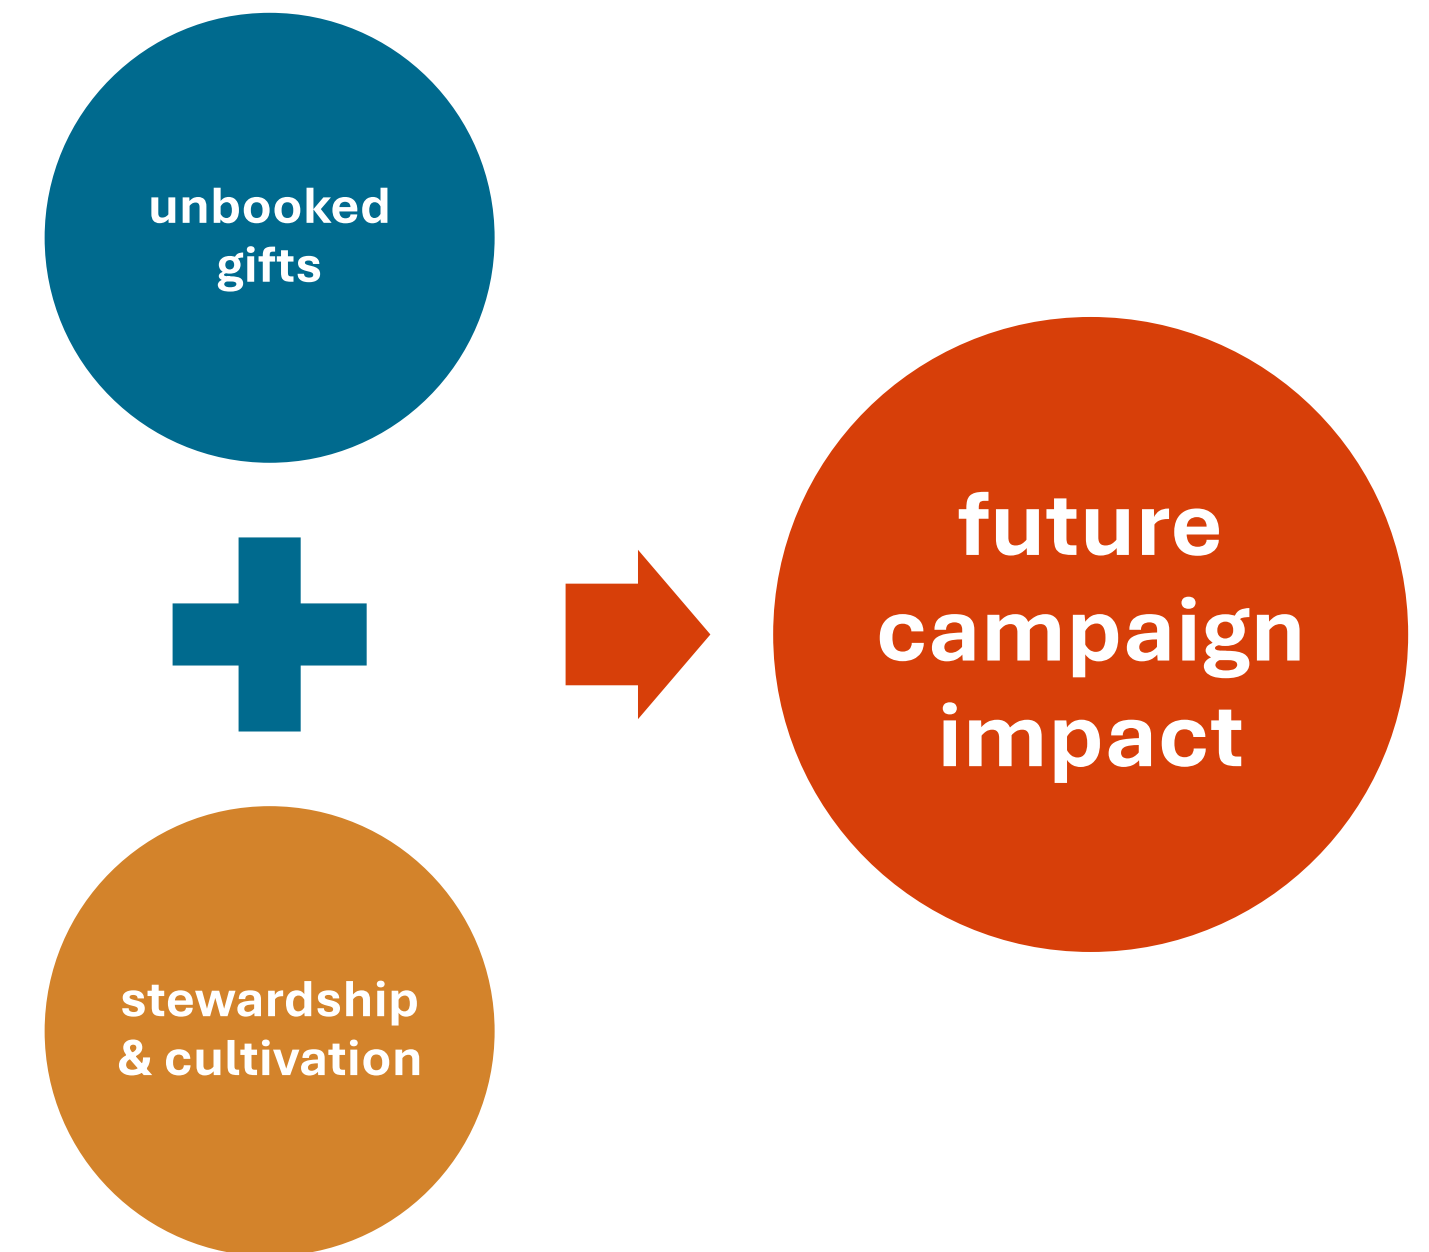 unbooked
gifts
stewardship
& cultivation
future
campaign
impact